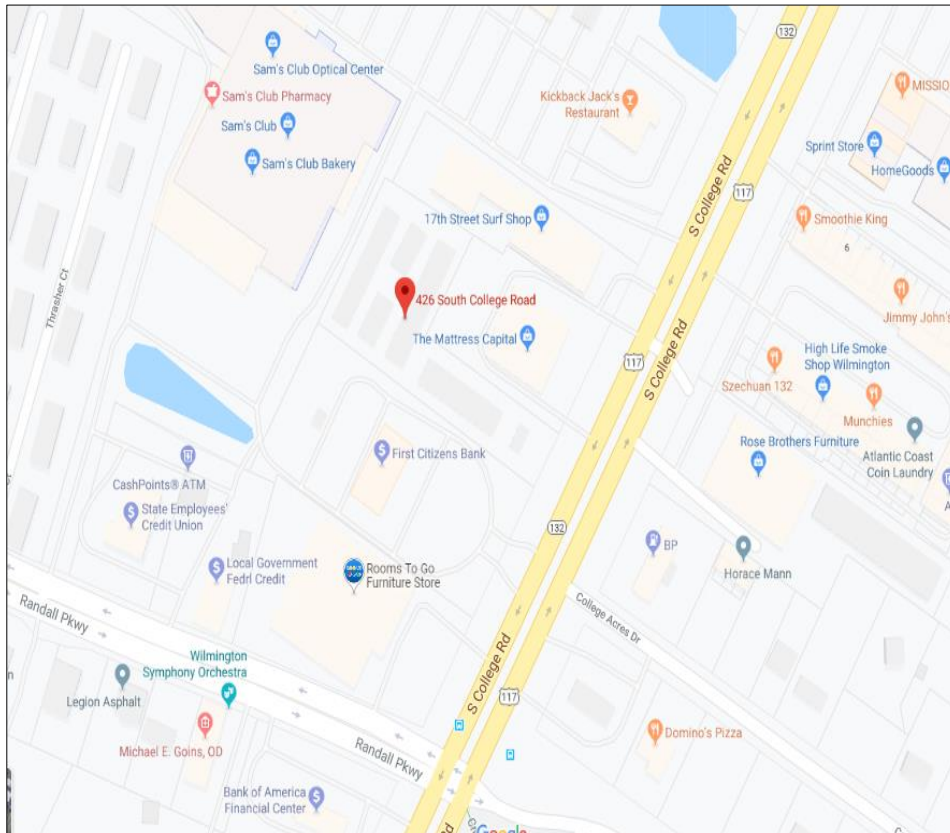 132
Sam's Club Optical Center
MISSIO
Sam's Club Pharmacy
Kickback Jack's
Restaurant
Sam's Club
Sprint Store
Sam's Club Bakery
HomeGoods
S College Rd
117
17th Street Surf Shop
Smoothie King
6
Thrasher Ct
426 South College Road
Jimmy John's
The Mattress Capital
S College Rd
117
High Life Smoke
Shop Wilmington
Szechuan 132
Munchies
Rose Brothers Furniture
Atlantic Coast
Coin Laundry
First Citizens Bank
CashPoints® ATM
State Employees'
Credit Union
132
BP
Horace Mann
Local Government
Fedrl Credit
Rooms To Go
Furniture Store
College Acres Dr
Randall Pkwy
Wilmington
Symphony Orchestra
S College Rd
117
Legion Asphalt
Michael E. Goins, OD
Domino's Pizza
Randall Pkwy
Bank of America
Financial Center
Google